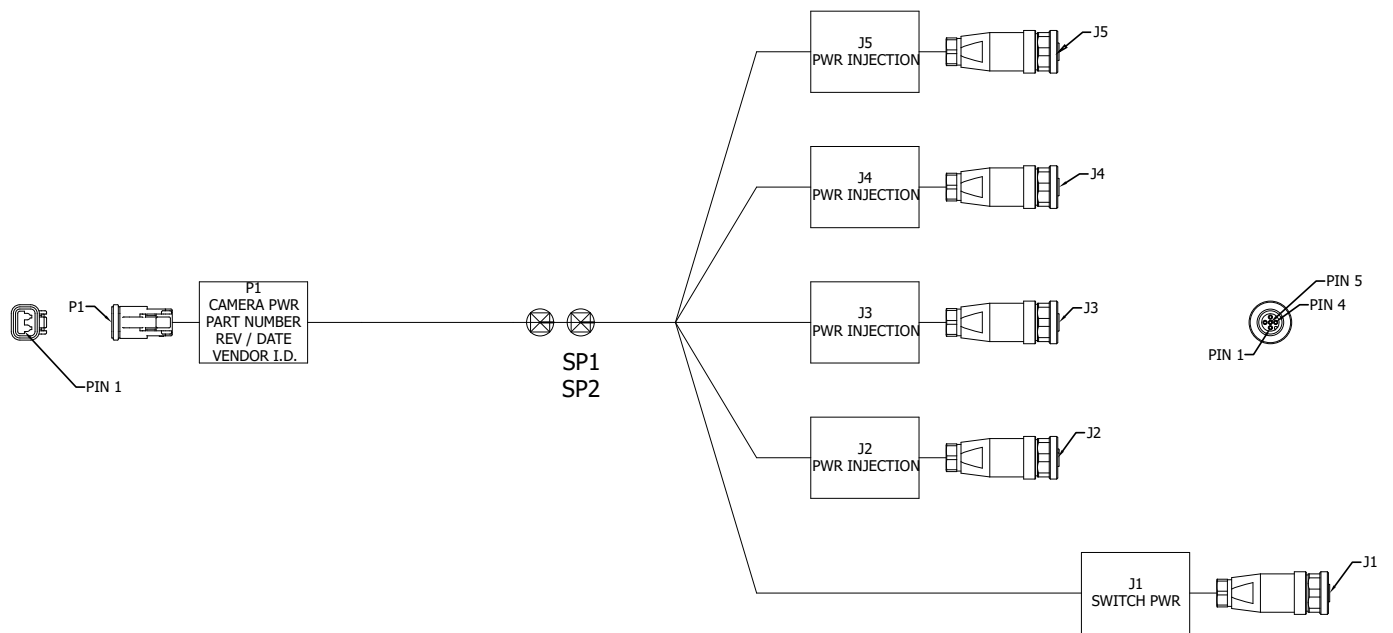 J5
PWR INJECTION
J5
J4
PWR INJECTION
J4
P1
P1
CAMERA PWR
PART NUMBER
REV / DATE
VENDOR I.D.
PIN 1
SP1
SP2
J3
PWR INJECTION
J3
PIN 5
PIN 4
PIN 1
J2
PWR INJECTION
J2
J1
SWITCH PWR
J1